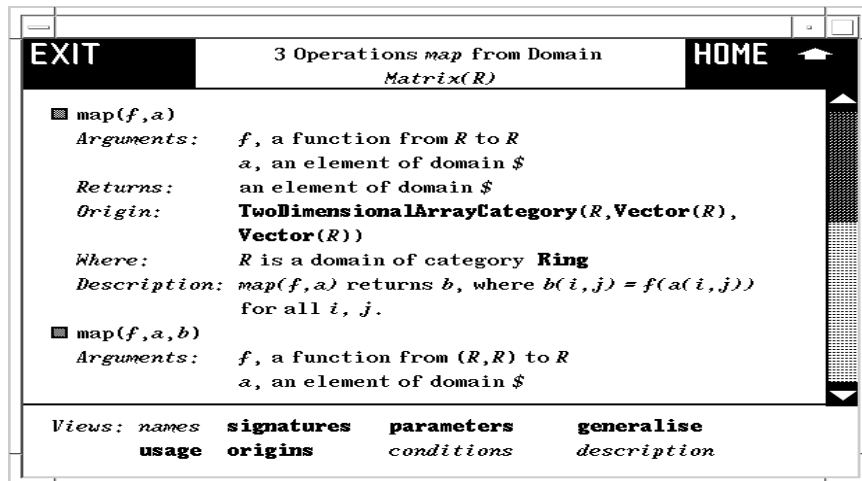 EXIT
3 Operations map from Domain
Matrix(R)
HOME
map(f,a)
Arguments: f, a function from R to R
a, an element of domain $
Returns: an element of domain $
Origin: TwoDimensionalArrayCategory(R,Vector(R),
Vector(R))
Where: R is a domain of category Ring
Description: map(f,a) returns b, where b(i,j) = f(a(i,j))
for all i, j.
map(f,a,b)
Arguments: f, a function from (R,R) to R
a, an element of domain $
Views: names signatures parameters generalise
usage origins conditions description